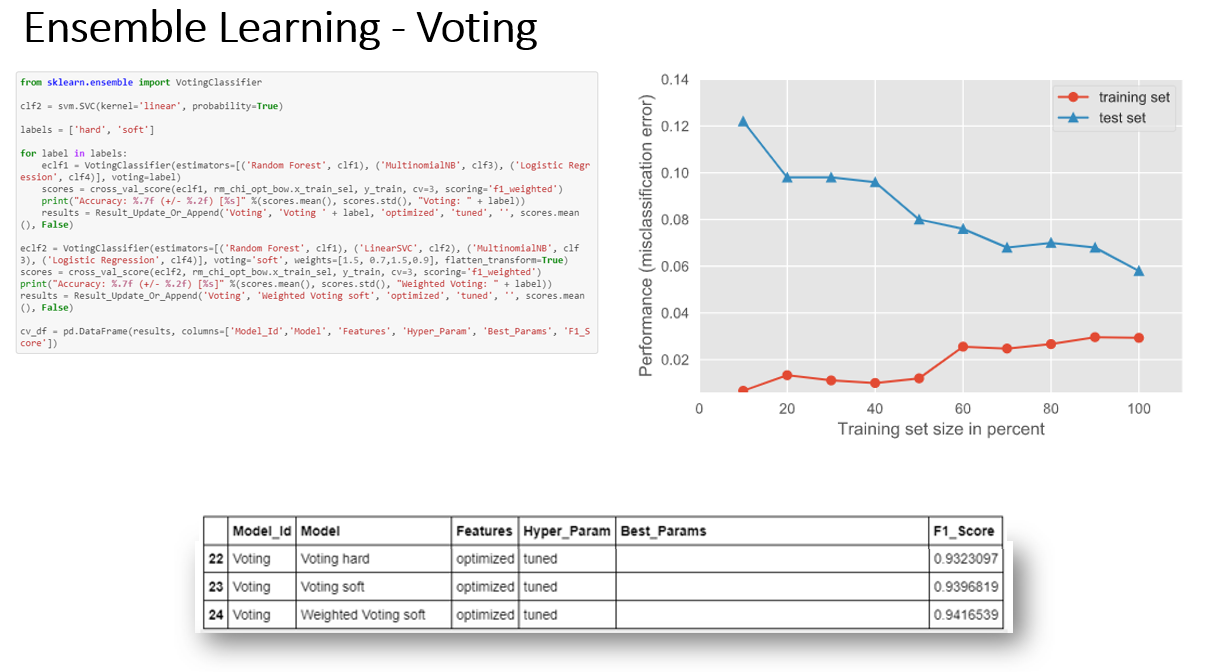 Ensemble Learning - Voting
from sklearn.ensemble import VotingClassifier
clf2 = svm.SVC(kernel='linear', probability=True)
labels = ['hard', 'soft']
for label in labels:
    eclf1 = VotingClassifier(estimators=[('Random Forest', clf1), ('MultinomialNB', clf3), ('Logistic Regr
ession', clf4)], voting=label)
    scores = cross_val_score(eclf1, rm_chi_opt_bow.x_train_sel, y_train, cv=3, scoring='f1_weighted')
    print("Accuracy: %.7f (+/- %.2f) [%s]" %(scores.mean(), scores.std(), "Voting: " + label))
    results = Result_Update_Or_Append('Voting', 'Voting ' + label, 'optimized', 'tuned', '', scores.mean
(), False)
eclf2 = VotingClassifier(estimators=[('Random Forest', clf1), ('LinearSVC', clf2), ('MultinomialNB', clf
3), ('Logistic Regression', clf4)], voting='soft', weights=[1.5, 0.7,1.5,0.9], flatten_transform=True)
scores = cross_val_score(eclf2, rm_chi_opt_bow.x_train_sel, y_train, cv=3, scoring='f1_weighted')
print("Accuracy: %.7f (+/- %.2f) [%s]" %(scores.mean(), scores.std(), "Weighted Voting: " + label))
results = Result_Update_Or_Append('Voting', 'Weighted Voting soft', 'optimized', 'tuned', '', scores.mean
(), False)
cv_df = pd.DataFrame(results, columns=['Model_Id','Model', 'Features', 'Hyper_Param', 'Best_Params', 'F1_S
core'])
training set
test set
Performance (misclassification error)
0.14
0.12
0.10
0.08
0.06
0.04
0.02
0 20 40 60 80 100
Training set size in percent
Model_Id Model Features Hyper_Param Best_Params F1_Score
22 Voting Voting hard optimized tuned 0.9323097
23 Voting Voting soft optimized tuned 0.9396819
24 Voting Weighted Voting soft optimized tuned 0.9416539